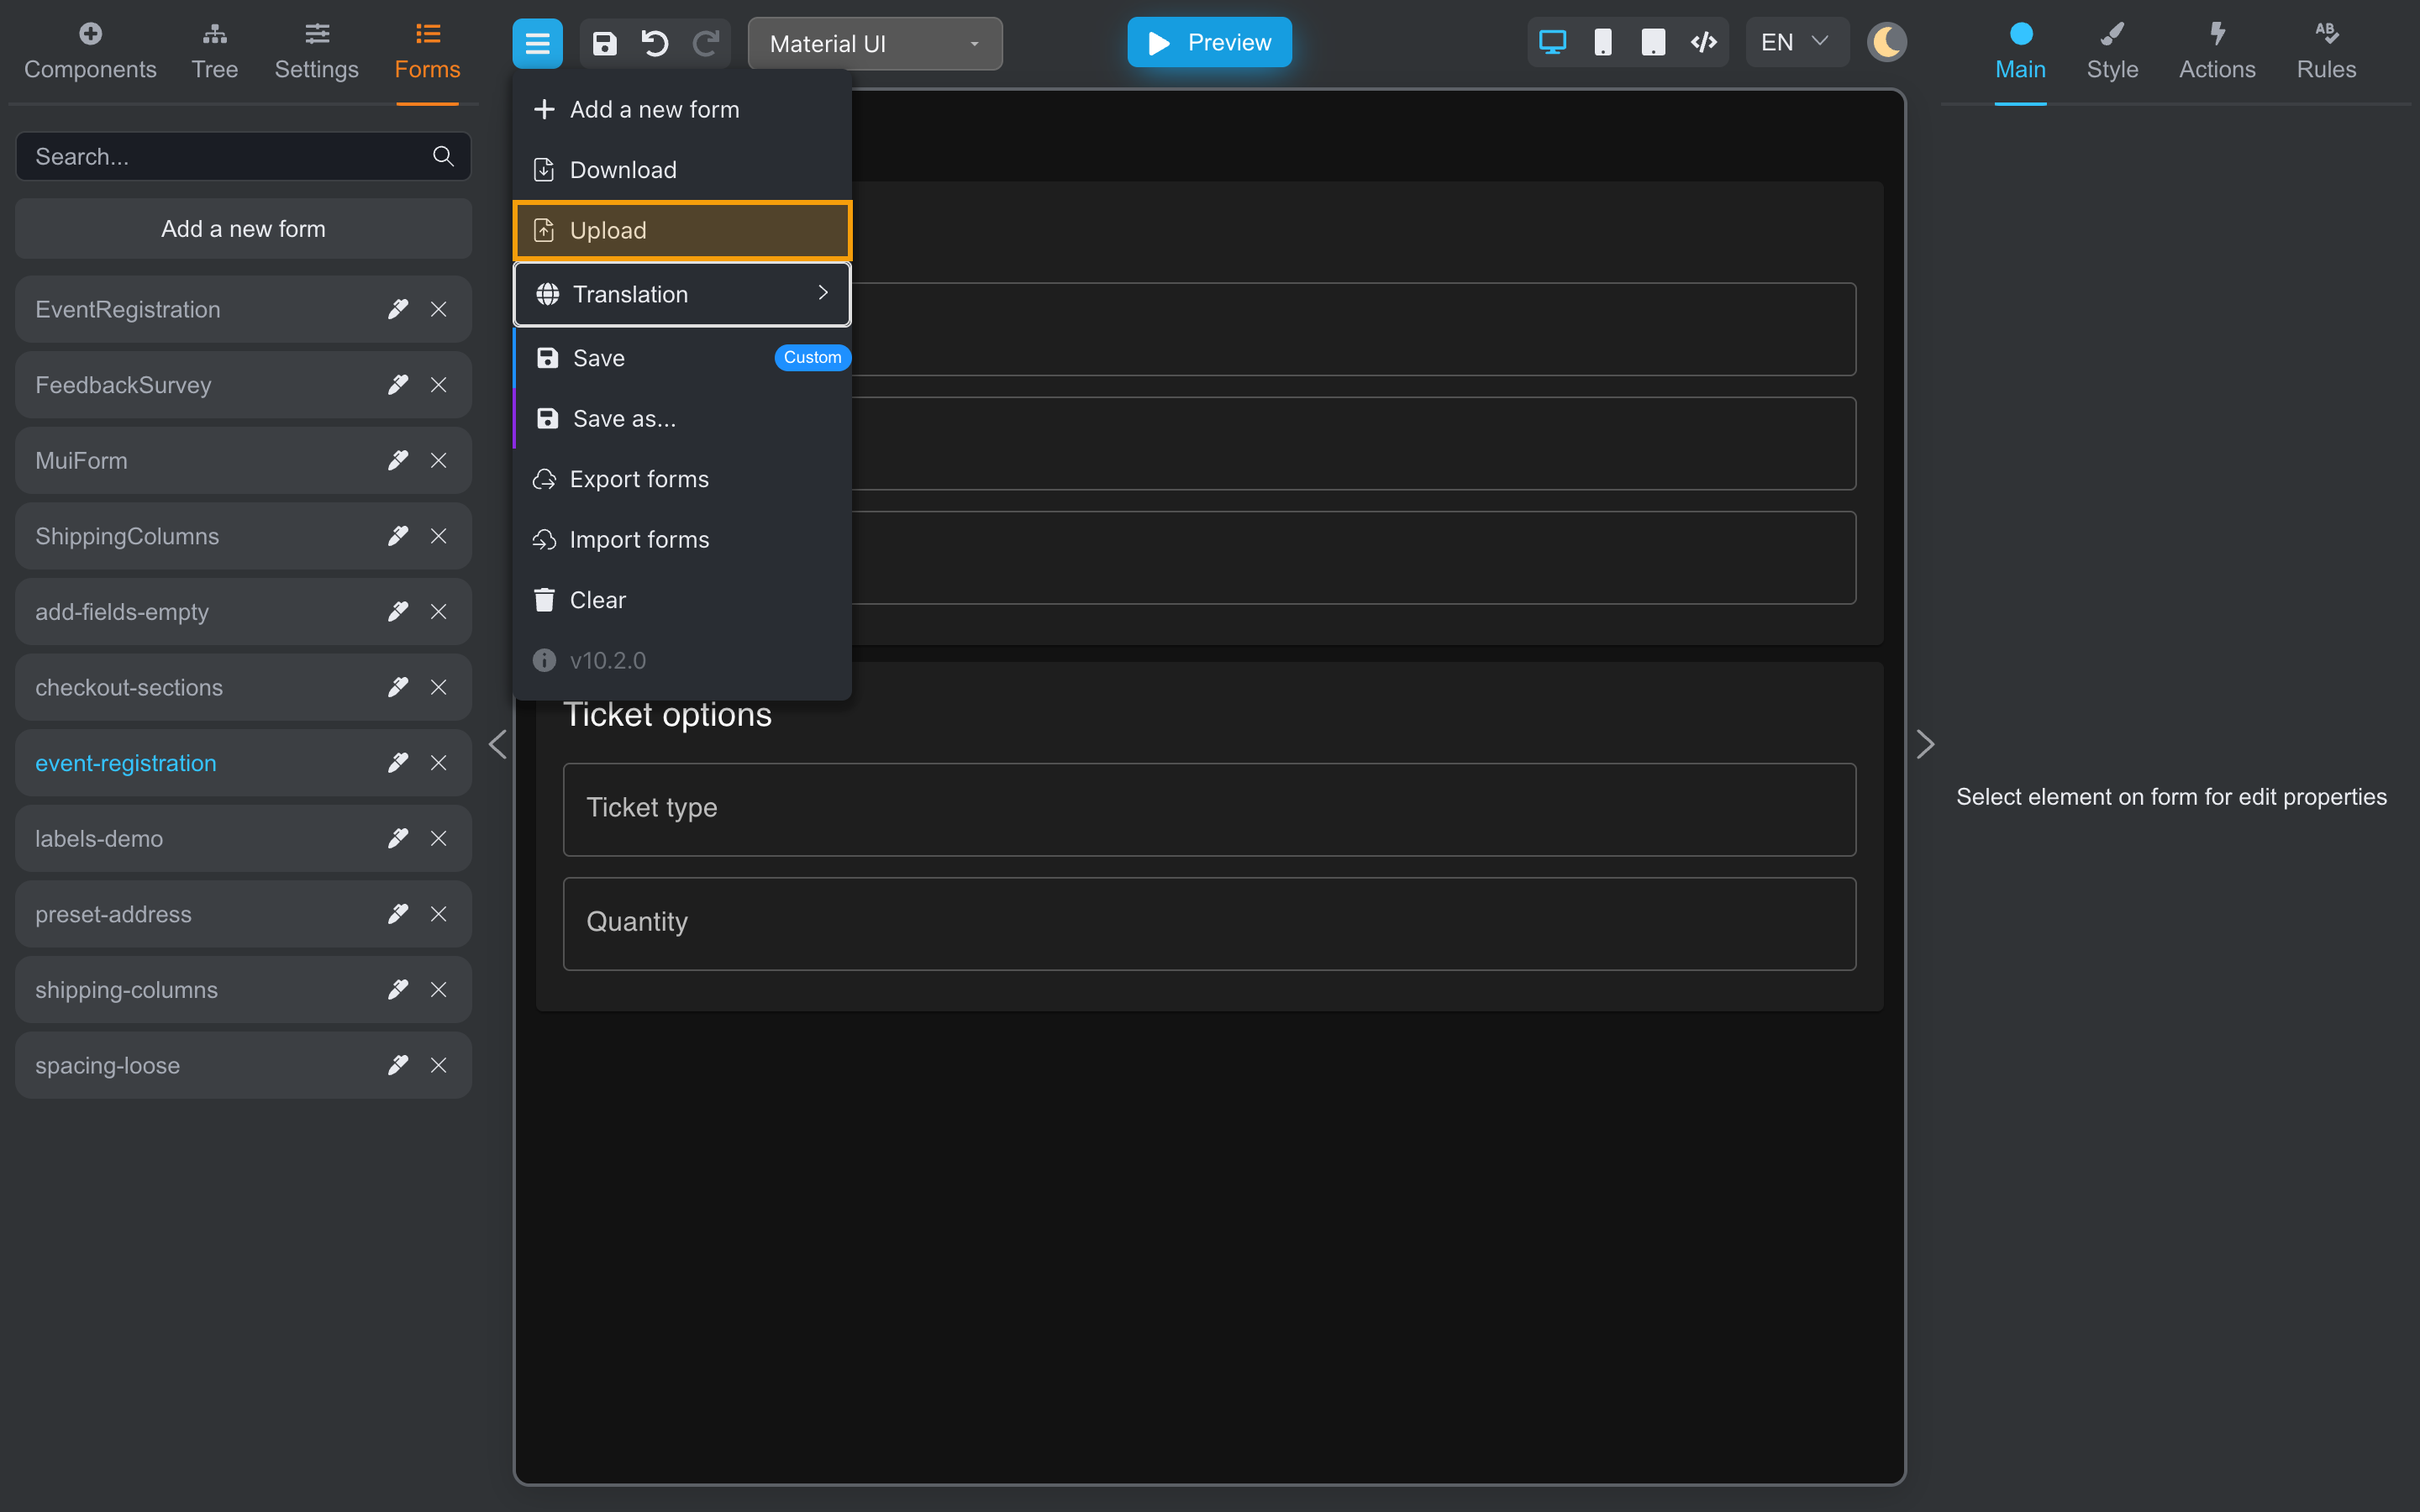 Components
Tree
Settings
Forms
Material UI
Preview
EN
Main
Style
Actions
Rules
Search...
Add a new form
EventRegistration
FeedbackSurvey
MuiForm
ShippingColumns
add-fields-empty
checkout-sections
event-registration
labels-demo
preset-address
shipping-columns
spacing-loose
Add a new form
Download
Upload
Translation
Save
Custom
Save as...
Export forms
Import forms
Clear
v10.2.0
Ticket options
Ticket type
Quantity
Select element on form for edit properties